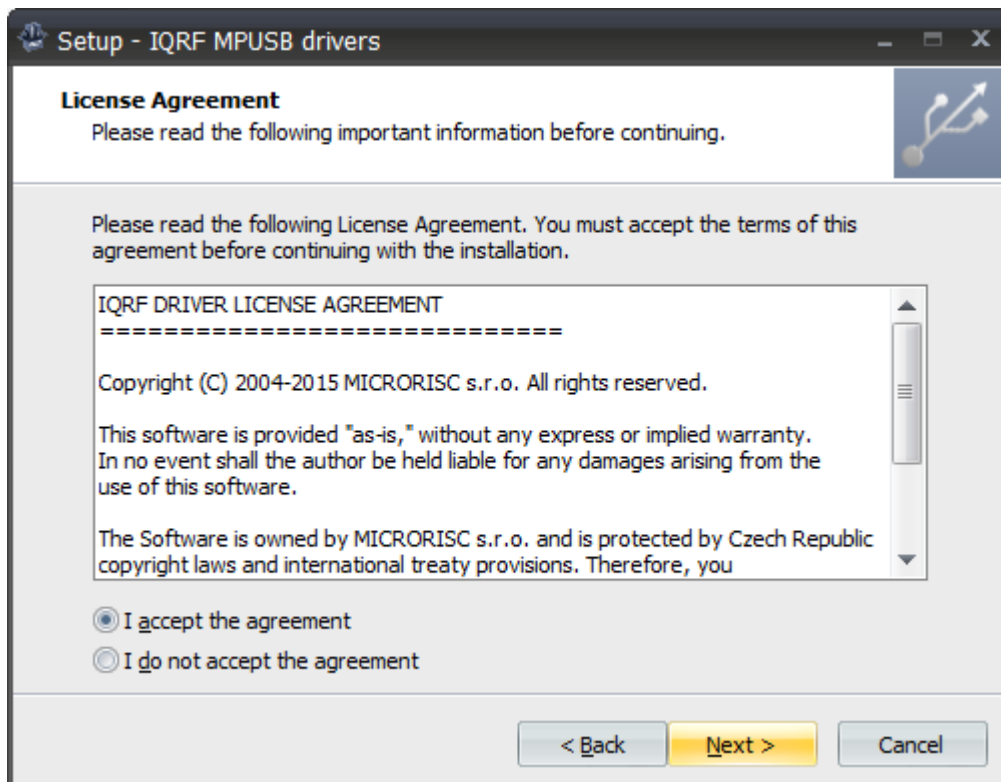 Setup - IQRF MPUSB drivers
License Agreement
Please read the following important information before continuing.
Please read the following License Agreement. You must accept the terms of this
agreement before continuing with the installation.
IQRF DRIVER LICENSE AGREEMENT
=============================
Copyright (C) 2004-2015 MICRORISC s.r.o. All rights reserved.
This software is provided "as-is," without any express or implied warranty.
In no event shall the author be held liable for any damages arising from the
use of this software.
The Software is owned by MICRORISC s.r.o. and is protected by Czech Republic
copyright laws and international treaty provisions. Therefore, you
I accept the agreement
I do not accept the agreement
< Back Next > Cancel